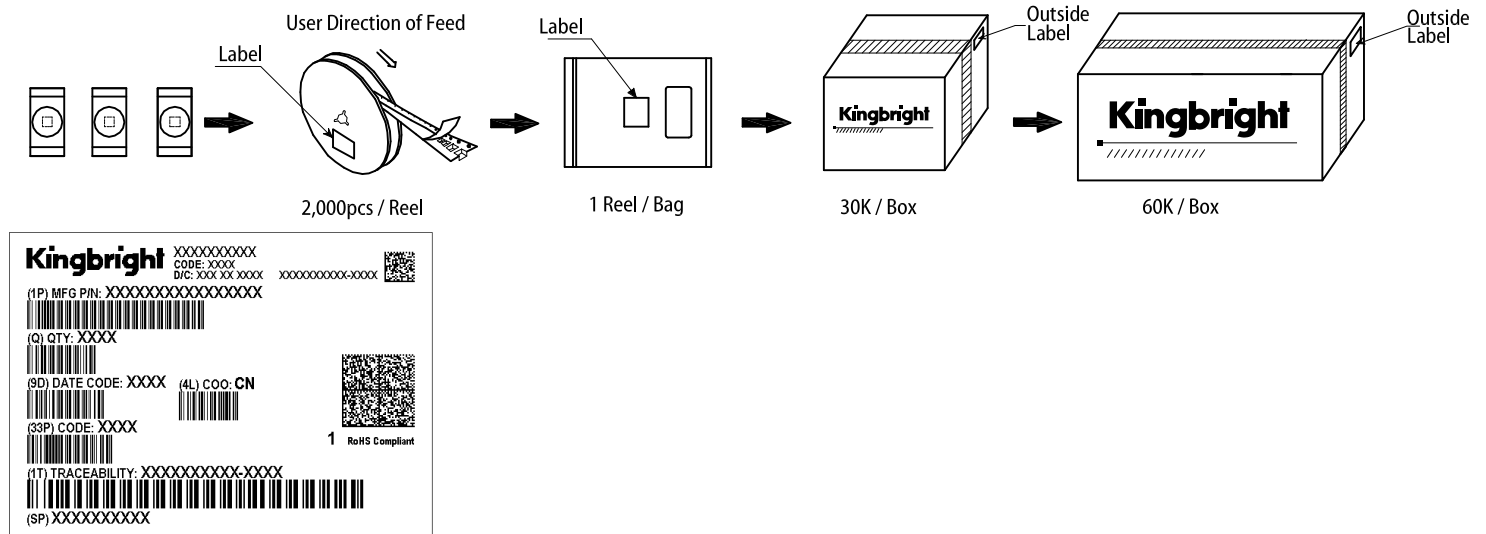 User Direction of Feed
Label
2,000pcs / Reel
Label
1 Reel / Bag
Outside
Label
Kingbright
30K / Box
Outside
Label
Kingbright
60K / Box
Kingbright
XXXXXXXXXX
CODE: XXXX
D/C: XXX XX XXXX XXXXXXXXXX-XXXX
(1P) MFG P/N: XXXXXXXXXXXXXXXX
(Q) QTY: XXXX
(9D) DATE CODE: XXXX (4L) COO: CN
(33P) CODE: XXXX
1 RoHS Compliant
(1T) TRACEABILITY: XXXXXXXXXX-XXXX
(SP) XXXXXXXXXX